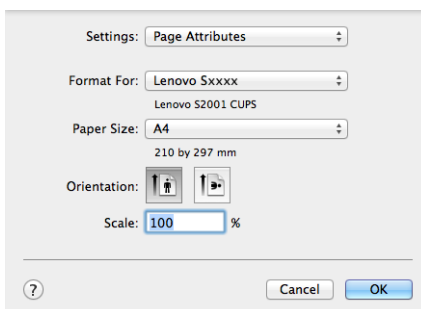 Settings: Page Attributes
Format For: Lenovo Sxxxx
Lenovo S2001 CUPS
Paper Size: A4
210 by 297 mm
Orientation:
Scale: 100 %
? Cancel OK